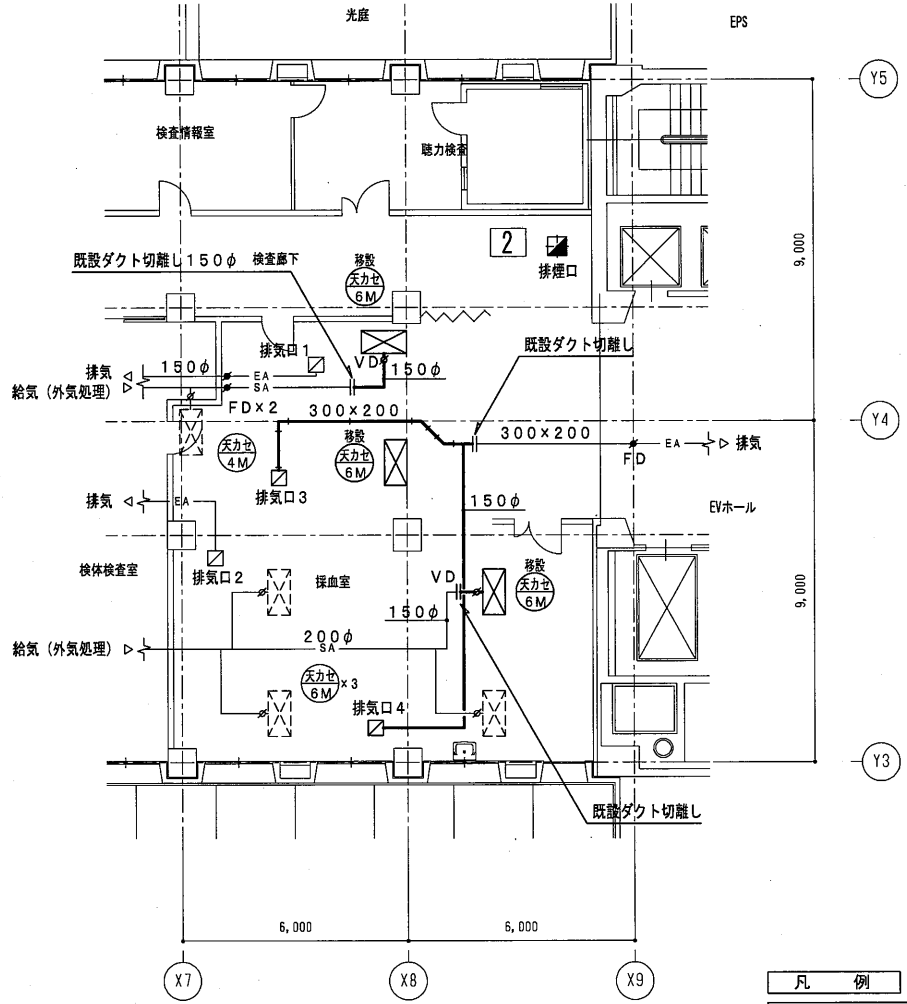 光庭
EPS
Y5
検査情報室
聴力検査
2
排煙口
9,000
既設ダクト切離し150φ
検査廊下
移設
天カセ
6M
排気口1
VD
150φ
既設ダクト切離し
排気
150φ
EA
給気(外気処理)
SA
FD×2
300×200
300×200
EA
排気
FD
Y4
天カセ
4M
移設
天カセ
6M
排気口3
150φ
EVホール
排気
EA
排気口2
検体検査室
採血室
VD
移設
天カセ
6M
150φ
9,000
200φ
給気(外気処理)
SA
天カセ
6M
×3
排気口4
Y3
既設ダクト切離し
6,000
6,000
X7
X8
X9
凡 例